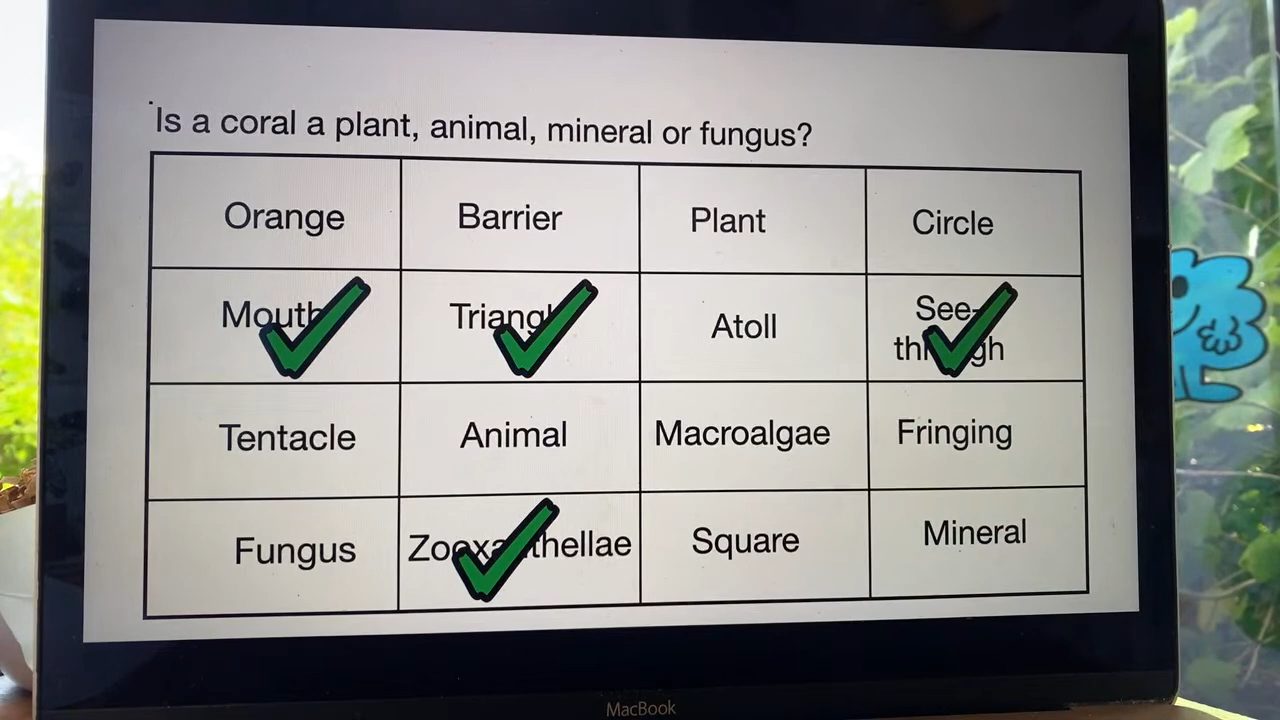 Is a coral a plant, animal, mineral or fungus?
Orange Barrier Plant Circle
Mouth Triangle Atoll See-
through
Tentacle Animal Macroalgae Fringing
Fungus Zooxanthellae Square Mineral
MacBook